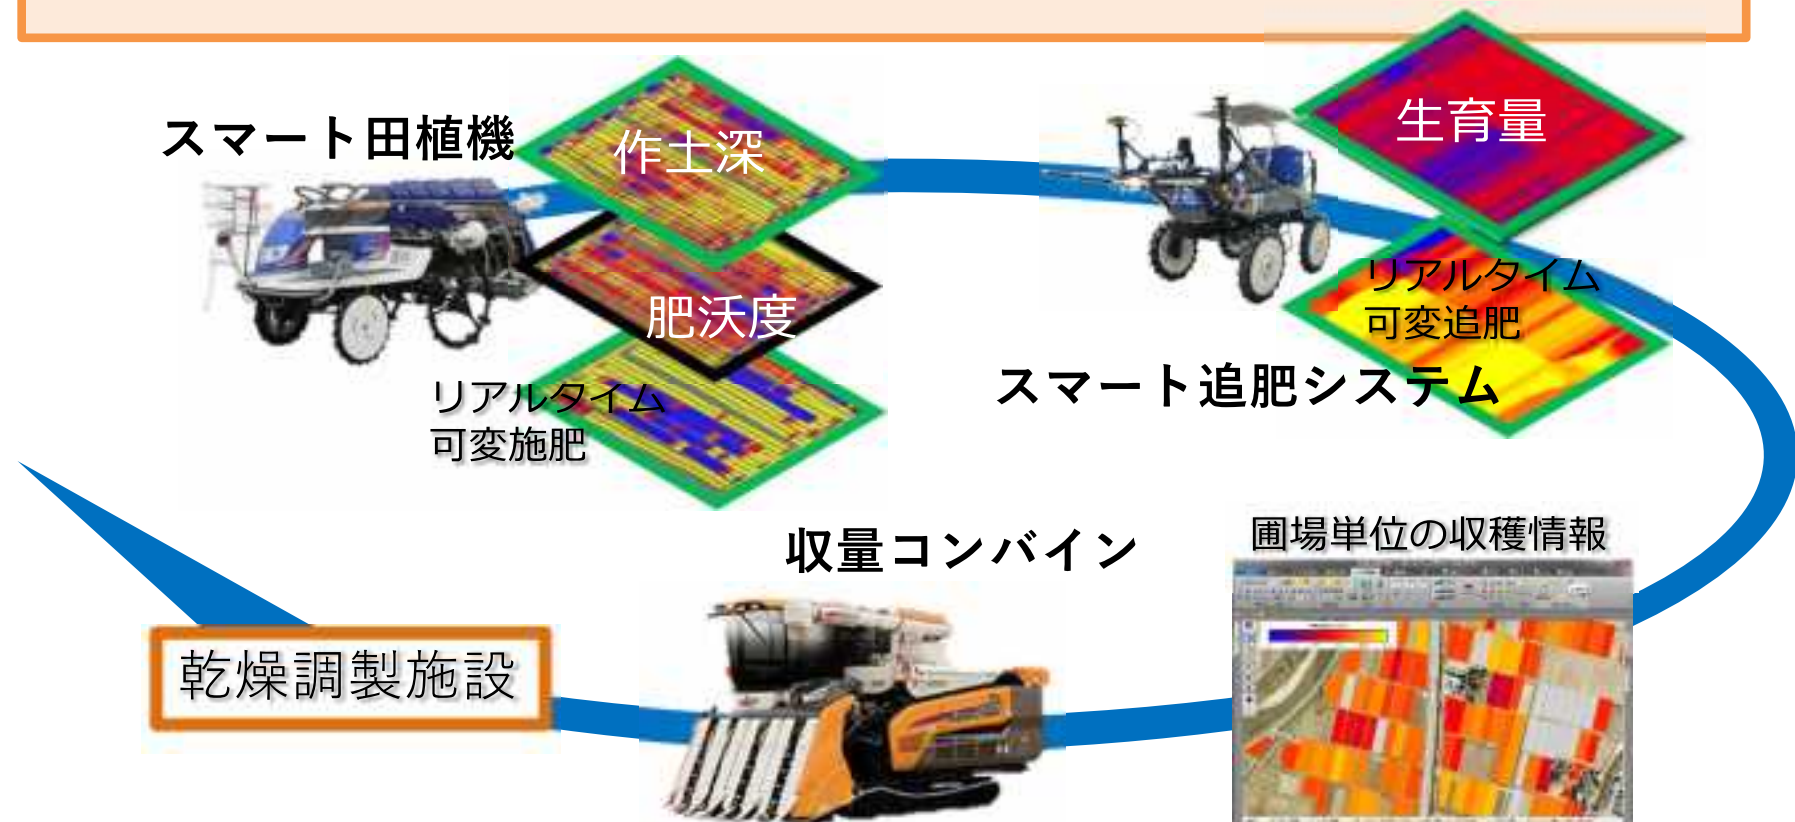 スマート田植機
作土深
肥沃度
リアルタイム
可変施肥
生育量
リアルタイム
可変追肥
スマート追肥システム
収量コンバイン
圃場単位の収穫情報
乾燥調製施設